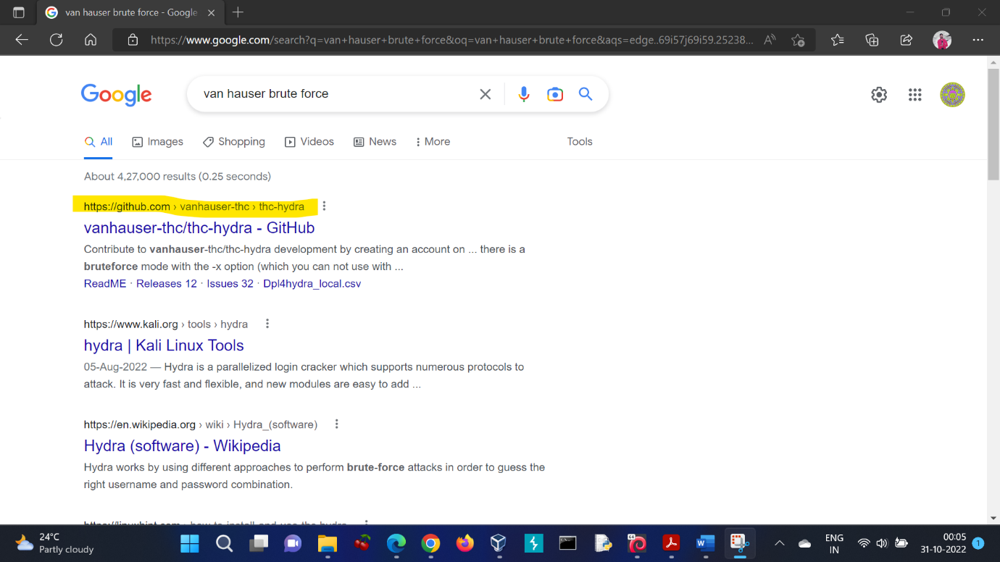 van hauser brute force - Google
https://www.google.com/search?q=van+hauser+brute+force&oq=van+hauser+brute+force&aqs=edge..69i57j69i59.25238...
Google
van hauser brute force
All
Images
Shopping
Videos
News
More
Tools
About 4,27,000 results (0.25 seconds)
https://github.com › vanhauser-thc › thc-hydra
vanhauser-thc/thc-hydra - GitHub
Contribute to vanhauser-thc/thc-hydra development by creating an account on ... there is a
bruteforce mode with the -x option (which you can not use with ...
ReadME · Releases 12 · Issues 32 · Dpl4hydra_local.csv
https://www.kali.org › tools › hydra
hydra | Kali Linux Tools
05-Aug-2022 — Hydra is a parallelized login cracker which supports numerous protocols to
attack. It is very fast and flexible, and new modules are easy to add ...
https://en.wikipedia.org › wiki › Hydra_(software)
Hydra (software) - Wikipedia
Hydra works by using different approaches to perform brute-force attacks in order to guess the
right username and password combination.
24°C
Partly cloudy
64
ENG
IN
00:05
31-10-2022
1